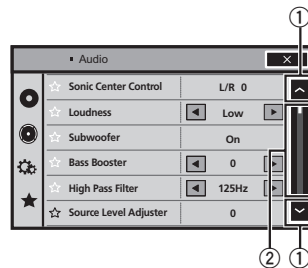 ①
Audio
Sonic Center Control L/R 0
Loudness Low
Subwoofer On
Bass Booster 0
High Pass Filter 125Hz
Source Level Adjuster 0
② ①